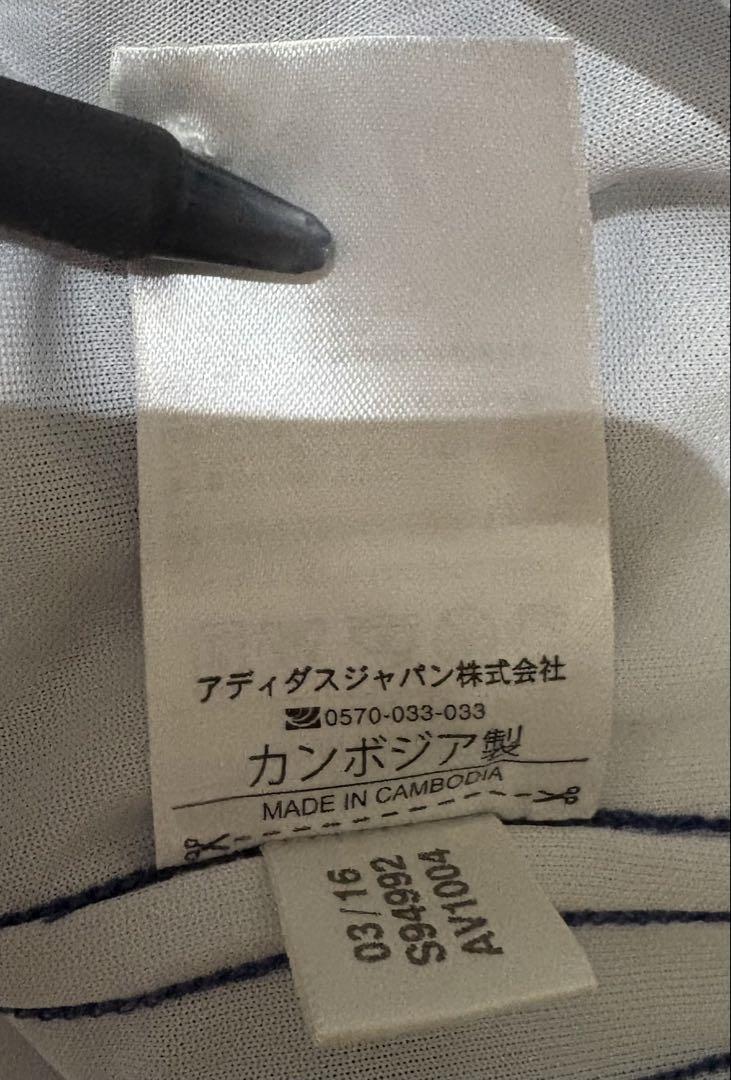 アディダスジャパン株式会社
0570-033-033
カンボジア製
MADE IN CAMBODIA
03/16
S94992
AV1004